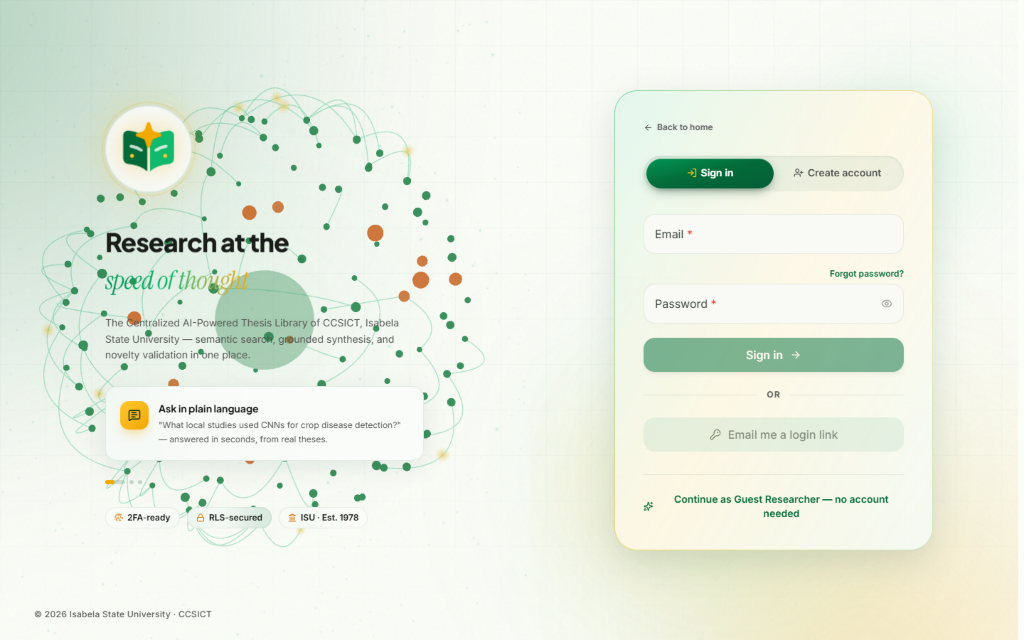 Research at the
speed of thought
The Centralized AI-Powered Thesis Library of CCSICT, Isabela
State University — semantic search, grounded synthesis, and
novelty validation in one place.
Ask in plain language
"What local studies used CNNs for crop disease detection?"
— answered in seconds, from real theses.
2FA-ready
RLS-secured
ISU · Est. 1978
© 2026 Isabela State University · CCSICT
Back to home
Sign in
Create account
Email *
Forgot password?
Password *
Sign in
OR
Email me a login link
Continue as Guest Researcher — no account
needed